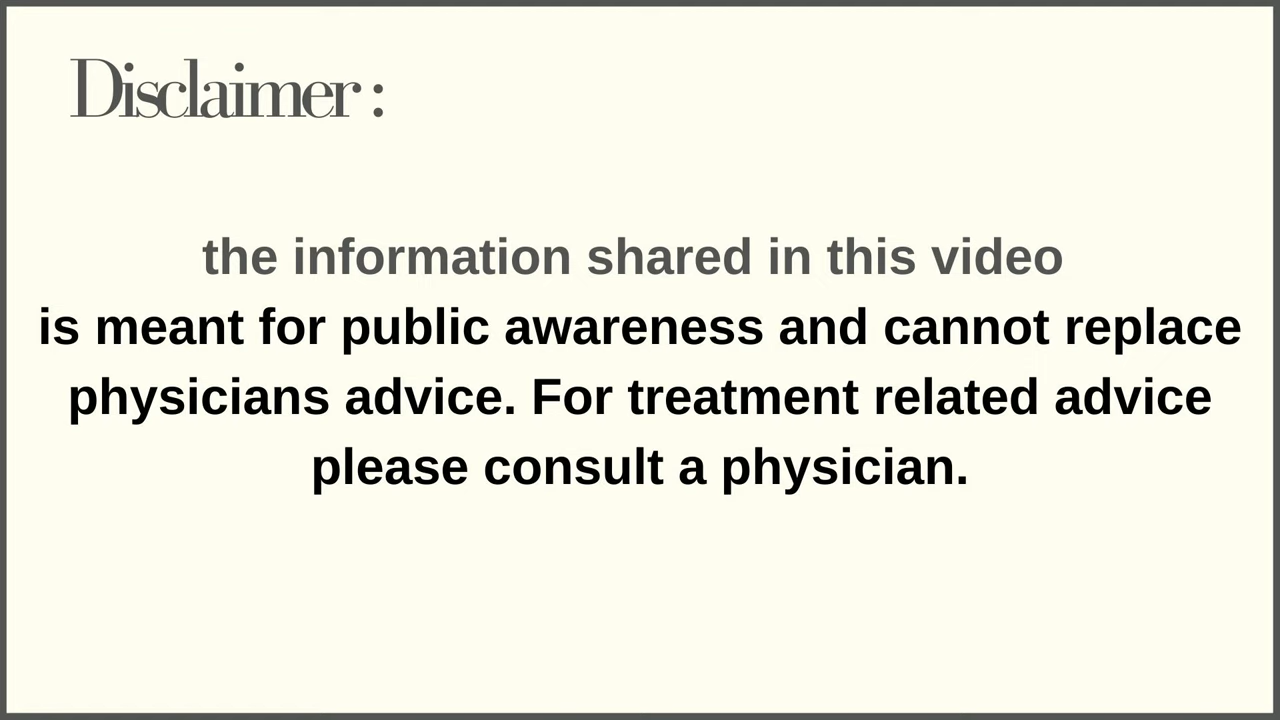 Disclaimer :
the information shared in this video
is meant for public awareness and cannot replace
physicians advice. For treatment related advice
please consult a physician.